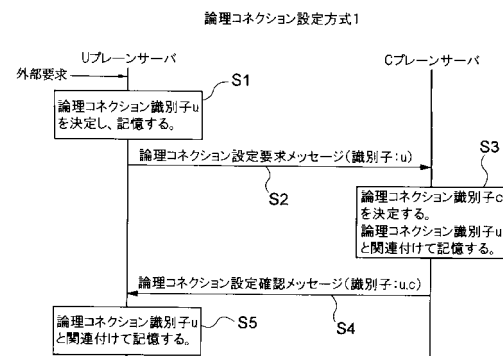 論理コネクション設定方式1
Uプレーンサーバ
Cプレーンサーバ
外部要求
S1
論理コネクション識別子u
を決定し、記憶する。
論理コネクション設定要求メッセージ(識別子:u)
S2
S3
論理コネクション識別子c
を決定する。
論理コネクション識別子u
と関連付けて記憶する。
論理コネクション設定確認メッセージ(識別子:u,c)
S4
論理コネクション識別子u
と関連付けて記憶する。
S5